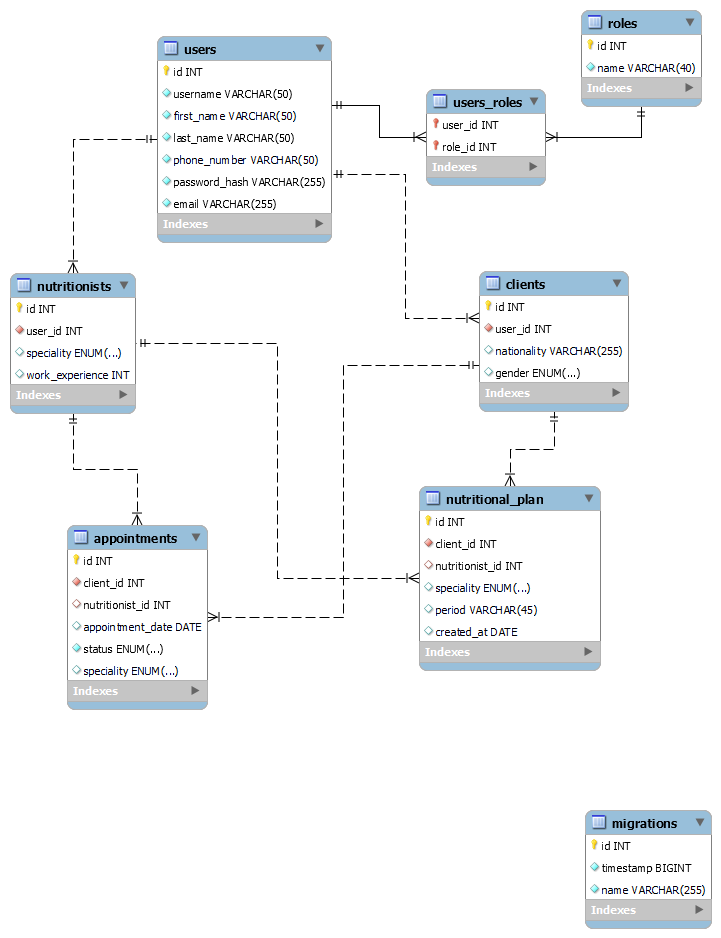 roles
id INT
name VARCHAR(40)
Indexes
users
id INT
username VARCHAR(50)
first_name VARCHAR(50)
last_name VARCHAR(50)
phone_number VARCHAR(50)
password_hash VARCHAR(255)
email VARCHAR(255)
Indexes
users_roles
user_id INT
role_id INT
Indexes
nutritionists
id INT
user_id INT
speciality ENUM(...)
work_experience INT
Indexes
clients
id INT
user_id INT
nationality VARCHAR(255)
gender ENUM(...)
Indexes
nutritional_plan
id INT
client_id INT
nutritionist_id INT
speciality ENUM(...)
period VARCHAR(45)
created_at DATE
Indexes
appointments
id INT
client_id INT
nutritionist_id INT
appointment_date DATE
status ENUM(...)
speciality ENUM(...)
Indexes
migrations
id INT
timestamp BIGINT
name VARCHAR(255)
Indexes